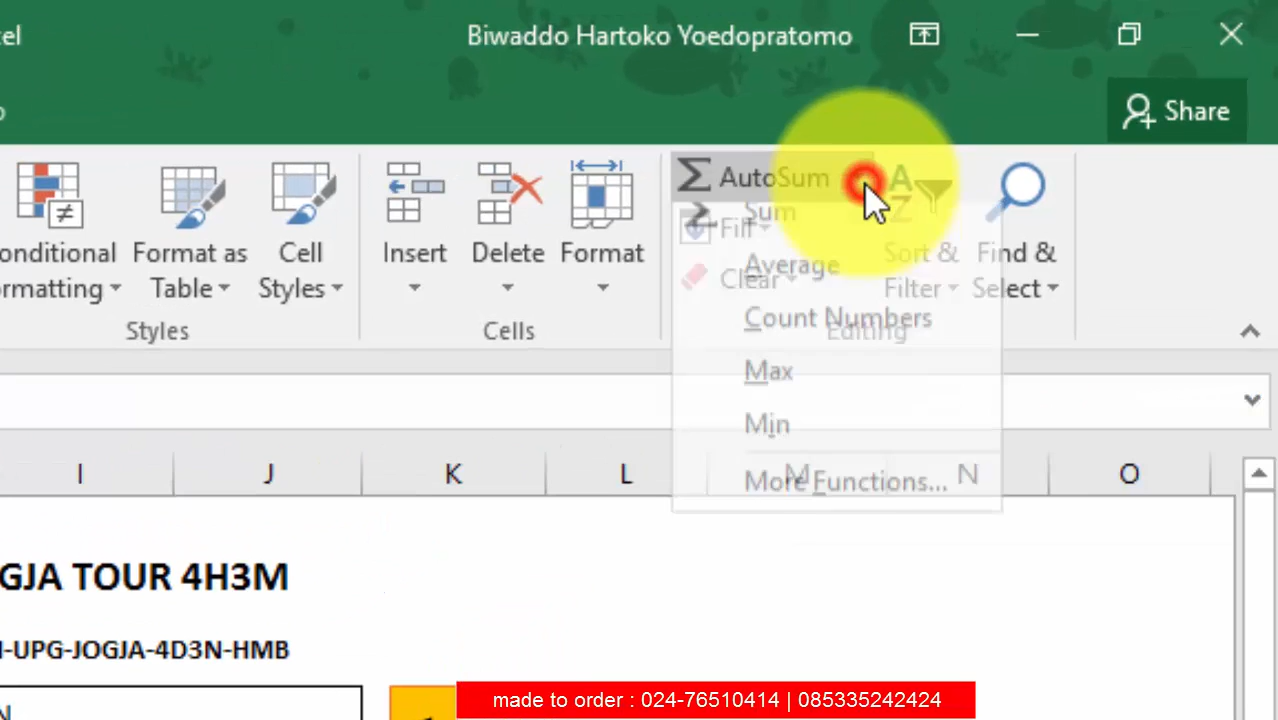 el
Biwaddo Hartoko Yoedopratomo
Share
onditional
rmatting
Format as
Table
Cell
Styles
Styles
Insert
Delete
Format
Cells
AutoSum
Fill
Clear
Sort &
Filter
Find &
Select
Editing
Sum
Average
Count Numbers
Max
Min
More Functions...
I J K L M N O
GJA TOUR 4H3M
-UPG-JOGJA-4D3N-HMB
N
made to order : 024-76510414 | 085335242424